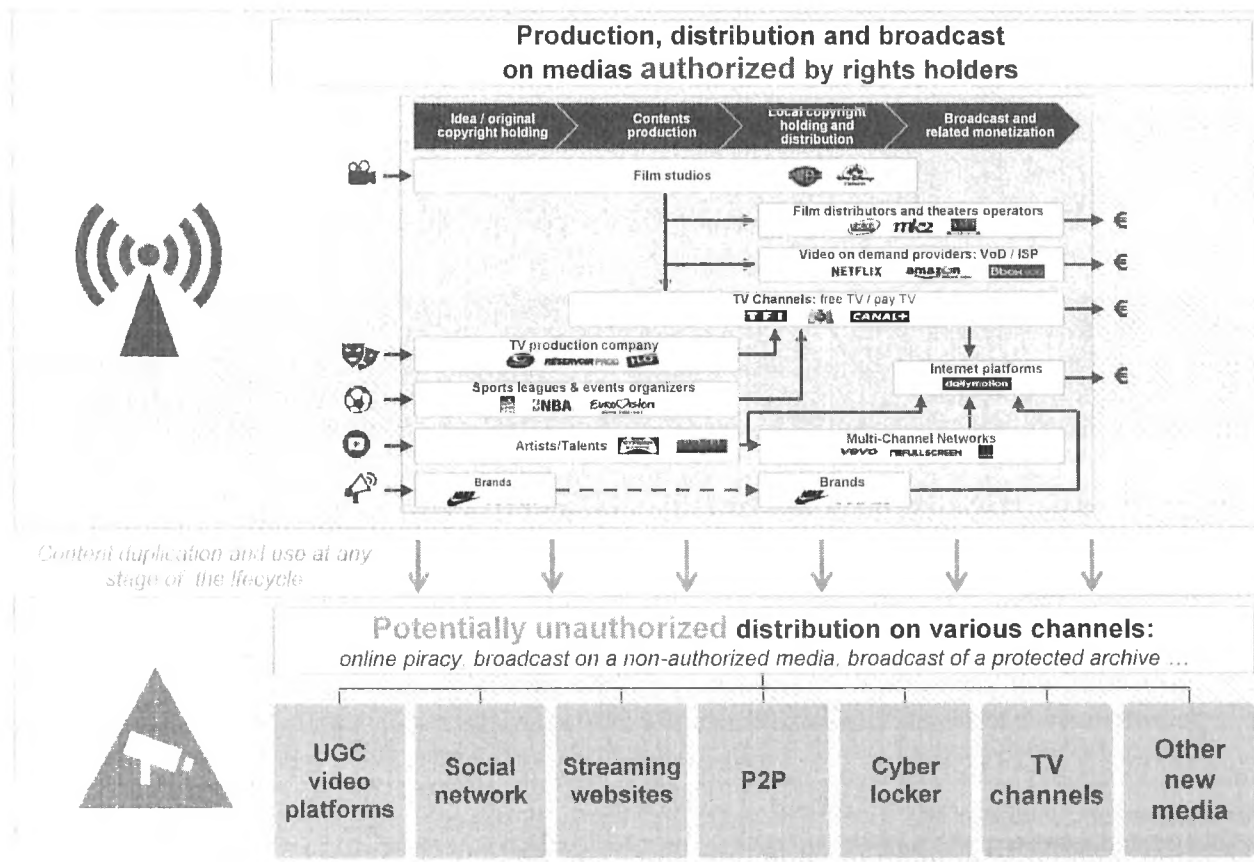 Production, distribution and broadcast
on medias authorized by rights holders
Idea / original
copyright holding
Contents
production
Local copyright
holding and
distribution
Broadcast and
related monetization
Film studios
Film distributors and theaters operators
mk2
€
Video on demand providers: VoD / ISP
NETFLIX amazon Bbox
€
TV Channels: free TV / pay TV
TF1 CANAL+
€
TV production company
RESERVOIR PROD
Internet platforms
dailymotion
€
Sports leagues & events organizers
NBA EUROVISION
Artists/Talents
Multi-Channel Networks
vevo FULLSCREEN
Brands
Brands
Content duplication and use at any
stage of the lifecycle
Potentially unauthorized distribution on various channels:
online piracy, broadcast on a non-authorized media, broadcast of a protected archive ...
UGC
video
platforms
Social
network
Streaming
websites
P2P
Cyber
locker
TV
channels
Other
new
media